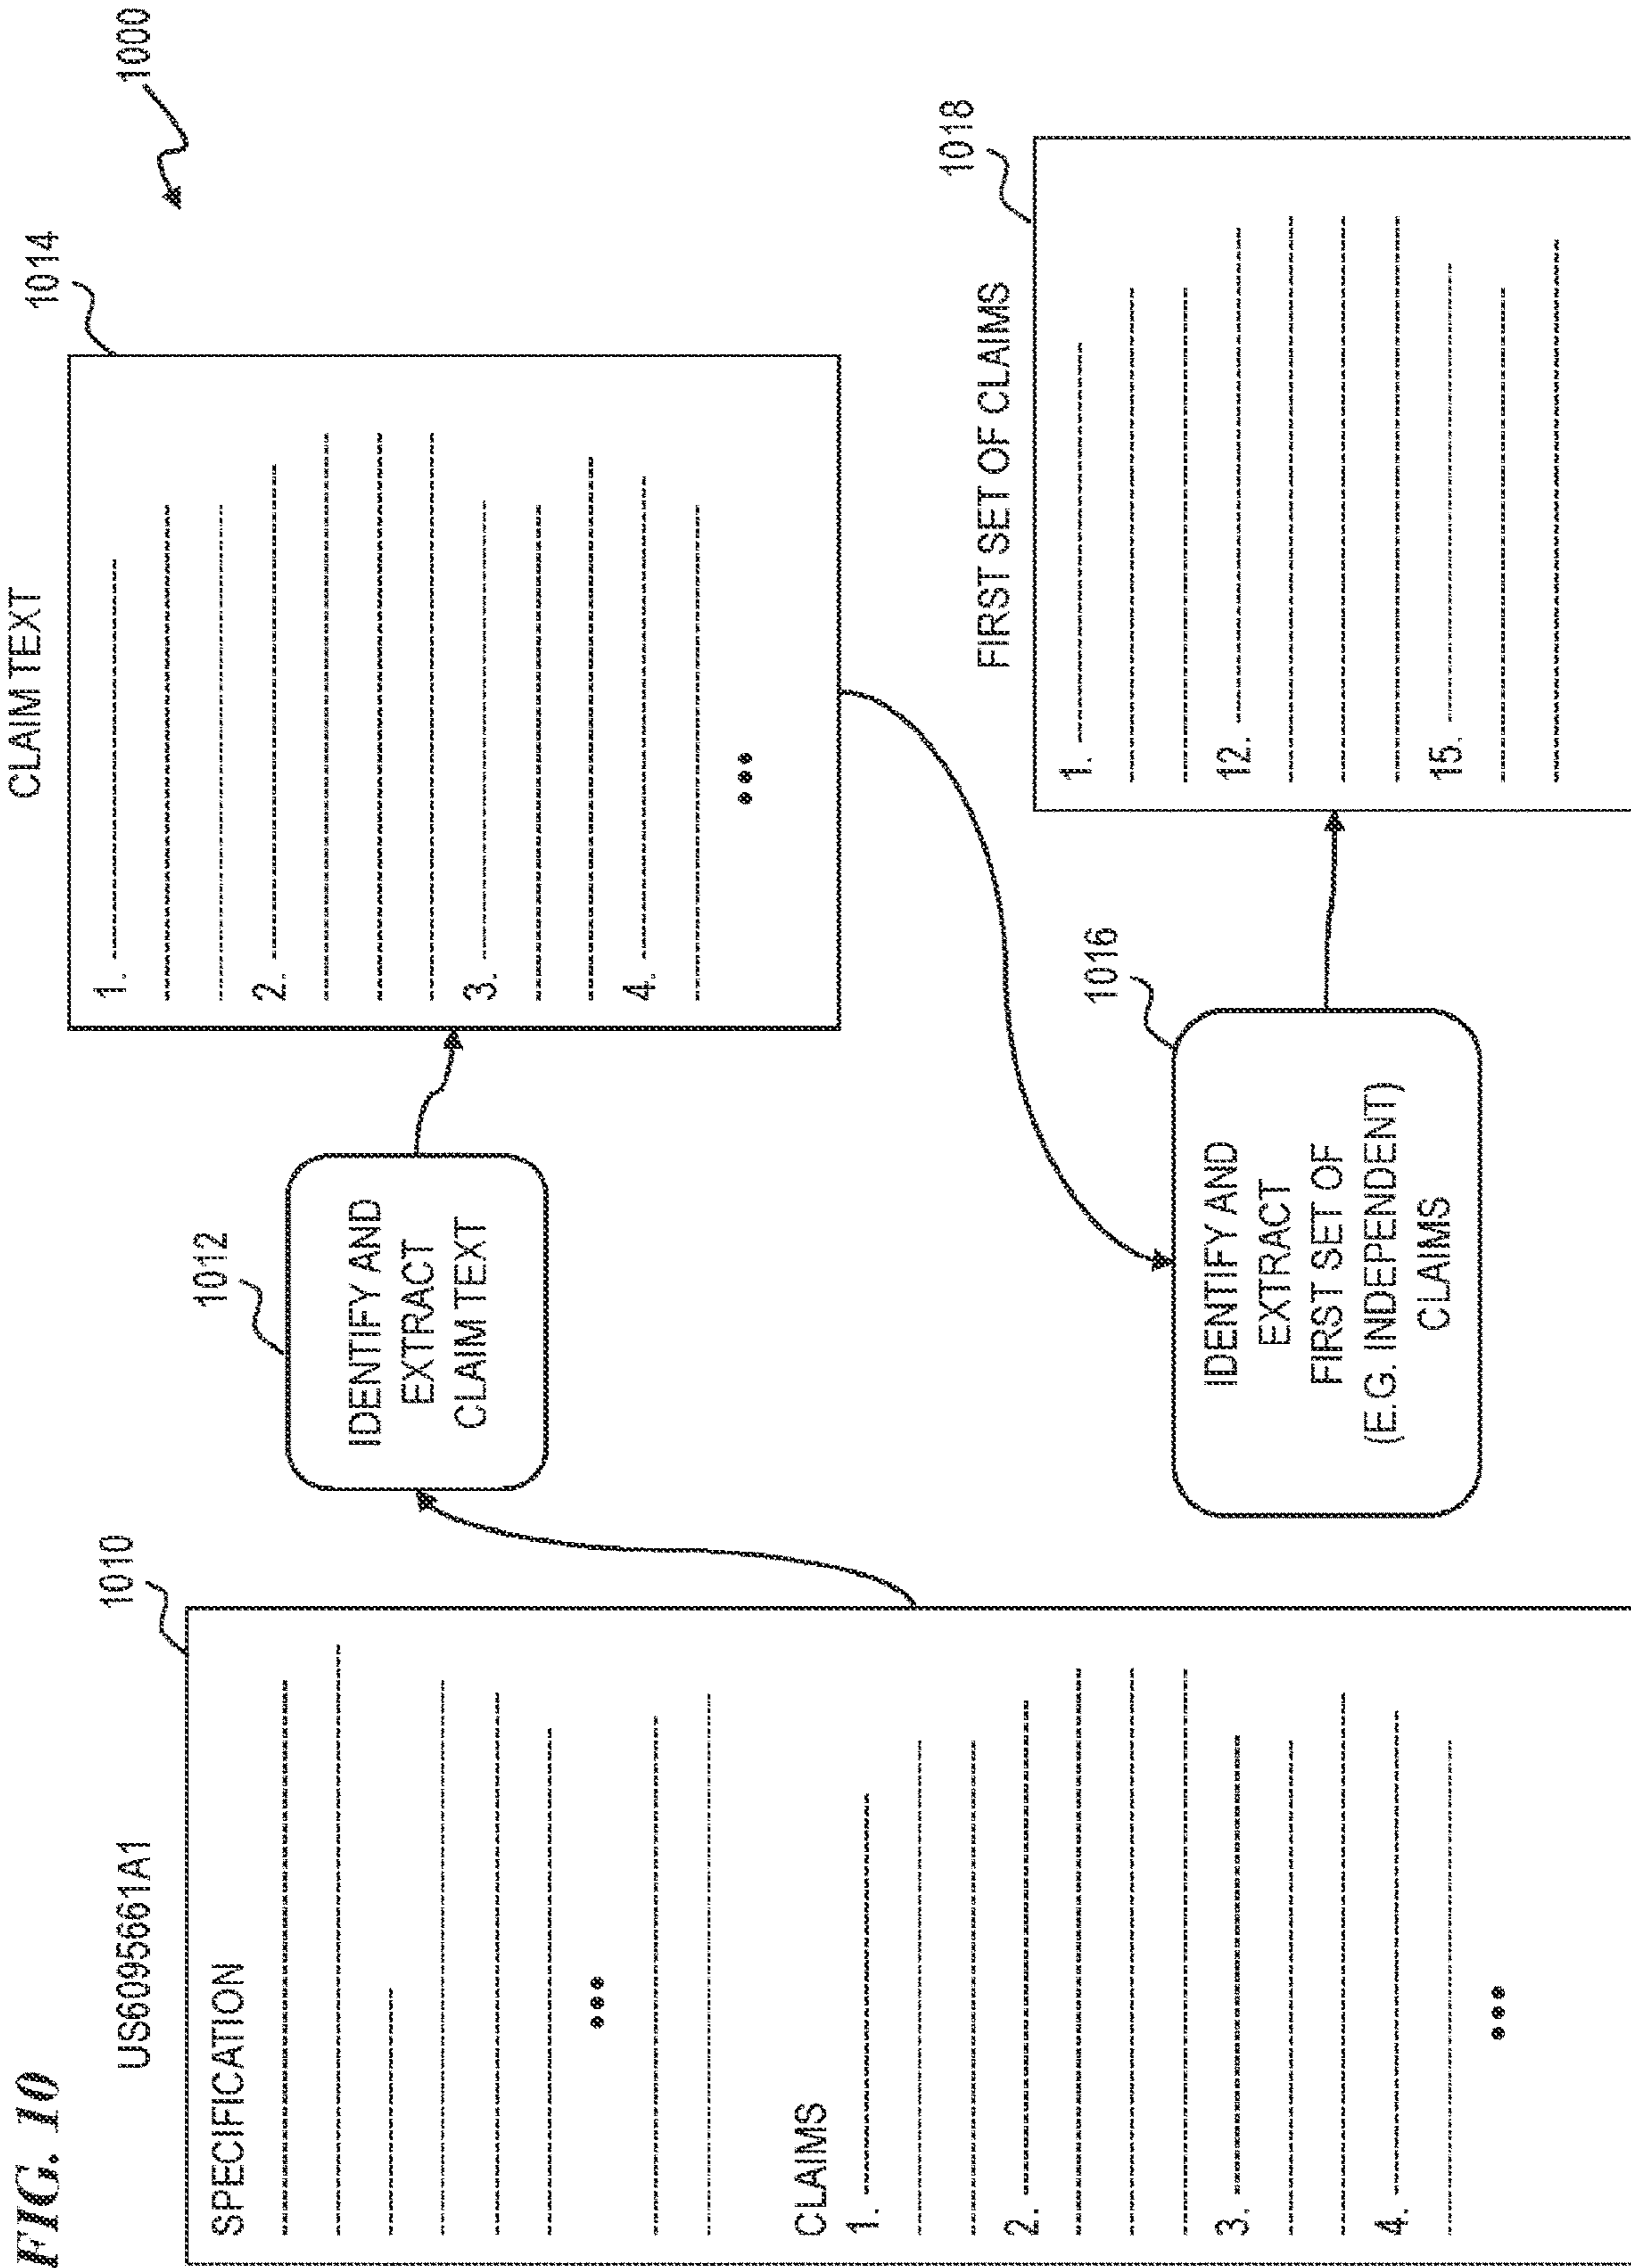 FIG. 10
US6095661A1
1010
SPECIFICATION
•••
CLAIMS
1.
2.
3.
4.
•••
1012
IDENTIFY AND
EXTRACT
CLAIM TEXT
CLAIM TEXT
1014
1.
2.
3.
4.
•••
1000
1016
IDENTIFY AND
EXTRACT
FIRST SET OF
(E.G. INDEPENDENT)
CLAIMS
FIRST SET OF CLAIMS
1018
1.
12.
15.